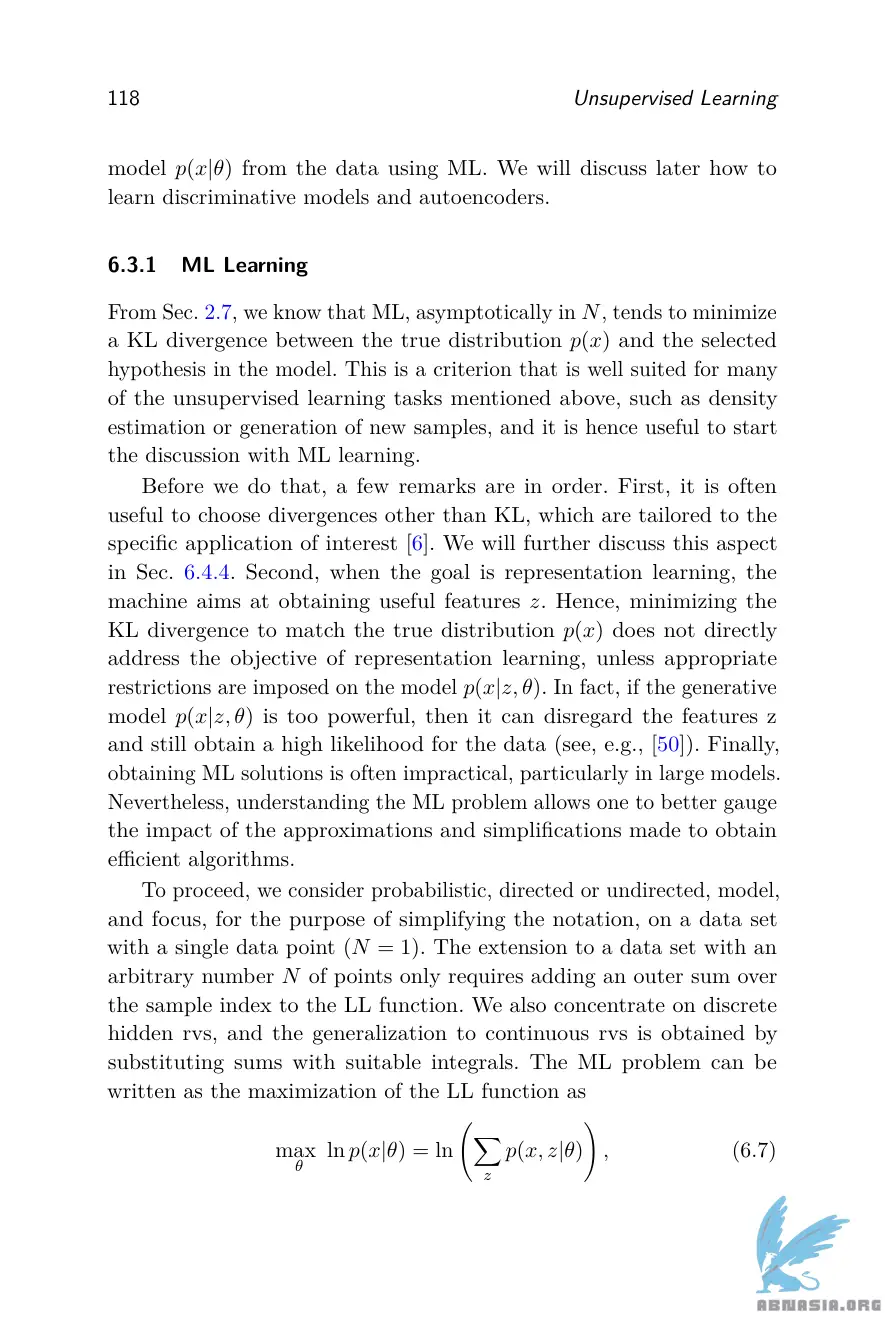 118 Unsupervised Learning
model p(x|θ) from the data using ML. We will discuss later how to
learn discriminative models and autoencoders.
6.3.1 ML Learning
From Sec. 2.7, we know that ML, asymptotically in N, tends to minimize
a KL divergence between the true distribution p(x) and the selected
hypothesis in the model. This is a criterion that is well suited for many
of the unsupervised learning tasks mentioned above, such as density
estimation or generation of new samples, and it is hence useful to start
the discussion with ML learning.
Before we do that, a few remarks are in order. First, it is often
useful to choose divergences other than KL, which are tailored to the
specific application of interest [6]. We will further discuss this aspect
in Sec. 6.4.4. Second, when the goal is representation learning, the
machine aims at obtaining useful features z. Hence, minimizing the
KL divergence to match the true distribution p(x) does not directly
address the objective of representation learning, unless appropriate
restrictions are imposed on the model p(x|z, θ). In fact, if the generative
model p(x|z, θ) is too powerful, then it can disregard the features z
and still obtain a high likelihood for the data (see, e.g., [50]). Finally,
obtaining ML solutions is often impractical, particularly in large models.
Nevertheless, understanding the ML problem allows one to better gauge
the impact of the approximations and simplifications made to obtain
efficient algorithms.
To proceed, we consider probabilistic, directed or undirected, model,
and focus, for the purpose of simplifying the notation, on a data set
with a single data point (N = 1). The extension to a data set with an
arbitrary number N of points only requires adding an outer sum over
the sample index to the LL function. We also concentrate on discrete
hidden rvs, and the generalization to continuous rvs is obtained by
substituting sums with suitable integrals. The ML problem can be
written as the maximization of the LL function as
max_θ ln p(x|θ) = ln (∑_z p(x, z|θ)), (6.7)
ABNASIA.ORG